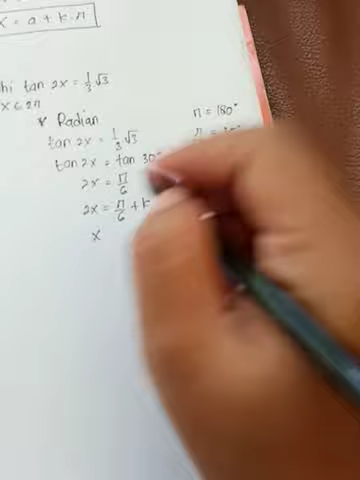 x = a + k.π
tan 2x = 1/3 √3
x ≤ 2π
* Radian
π = 180°
tan 2x = 1/3 √3
tan 2x = tan 30°
2x = π/6
2x = π/6 + k
x